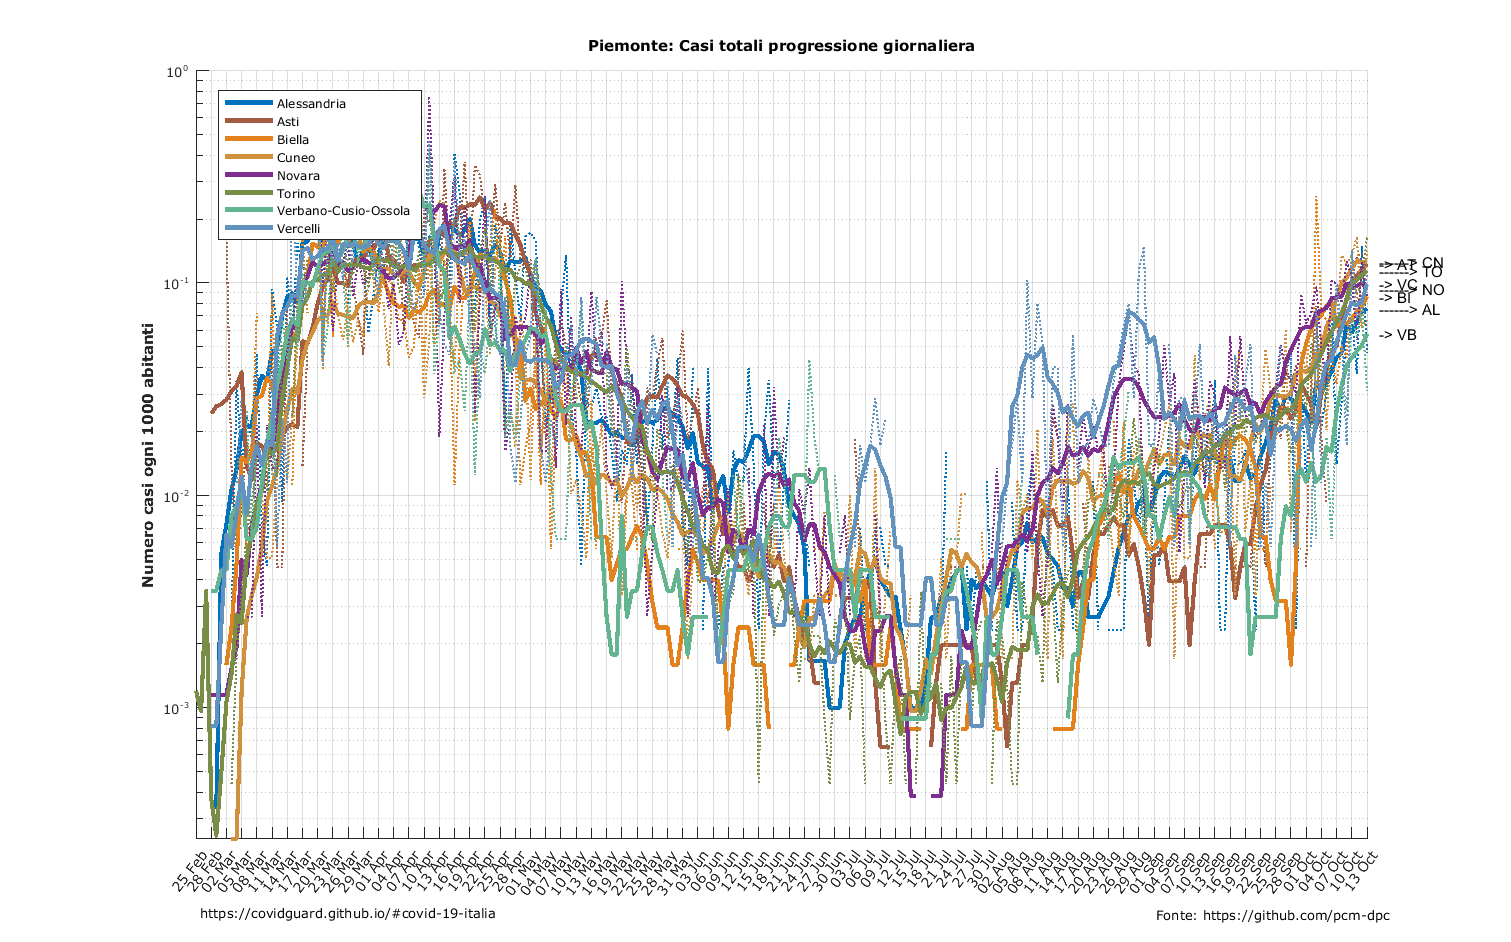 Piemonte: Casi totali progressione giornaliera
10⁰
10⁻¹
10⁻²
10⁻³
Numero casi ogni 1000 abitanti
Alessandria
Asti
Biella
Cuneo
Novara
Torino
Verbano-Cusio-Ossola
Vercelli
------> CN
-> AT
------> TO
-> VC
------> NO
-> BI
------> AL
-> VB
25 Feb
28 Feb
02 Mar
05 Mar
08 Mar
11 Mar
14 Mar
17 Mar
20 Mar
23 Mar
26 Mar
29 Mar
01 Apr
04 Apr
07 Apr
10 Apr
13 Apr
16 Apr
19 Apr
22 Apr
25 Apr
28 Apr
01 May
04 May
07 May
10 May
13 May
16 May
19 May
22 May
25 May
28 May
31 May
03 Jun
06 Jun
09 Jun
12 Jun
15 Jun
18 Jun
21 Jun
24 Jun
27 Jun
30 Jun
03 Jul
06 Jul
09 Jul
12 Jul
15 Jul
18 Jul
21 Jul
24 Jul
27 Jul
30 Jul
02 Aug
05 Aug
08 Aug
11 Aug
14 Aug
17 Aug
20 Aug
23 Aug
26 Aug
29 Aug
01 Sep
04 Sep
07 Sep
10 Sep
13 Sep
16 Sep
19 Sep
22 Sep
25 Sep
28 Sep
01 Oct
04 Oct
07 Oct
10 Oct
13 Oct
https://covidguard.github.io/#covid-19-italia
Fonte: https://github.com/pcm-dpc